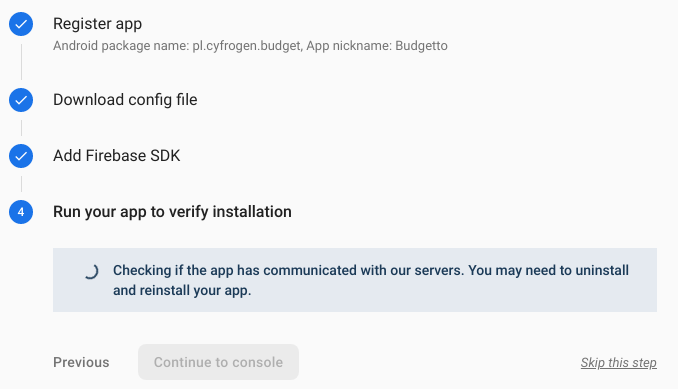 Register app
Android package name: pl.cyfrogen.budget, App nickname: Budgetto
Download config file
Add Firebase SDK
4 Run your app to verify installation
Checking if the app has communicated with our servers. You may need to uninstall
and reinstall your app.
Previous Continue to console Skip this step